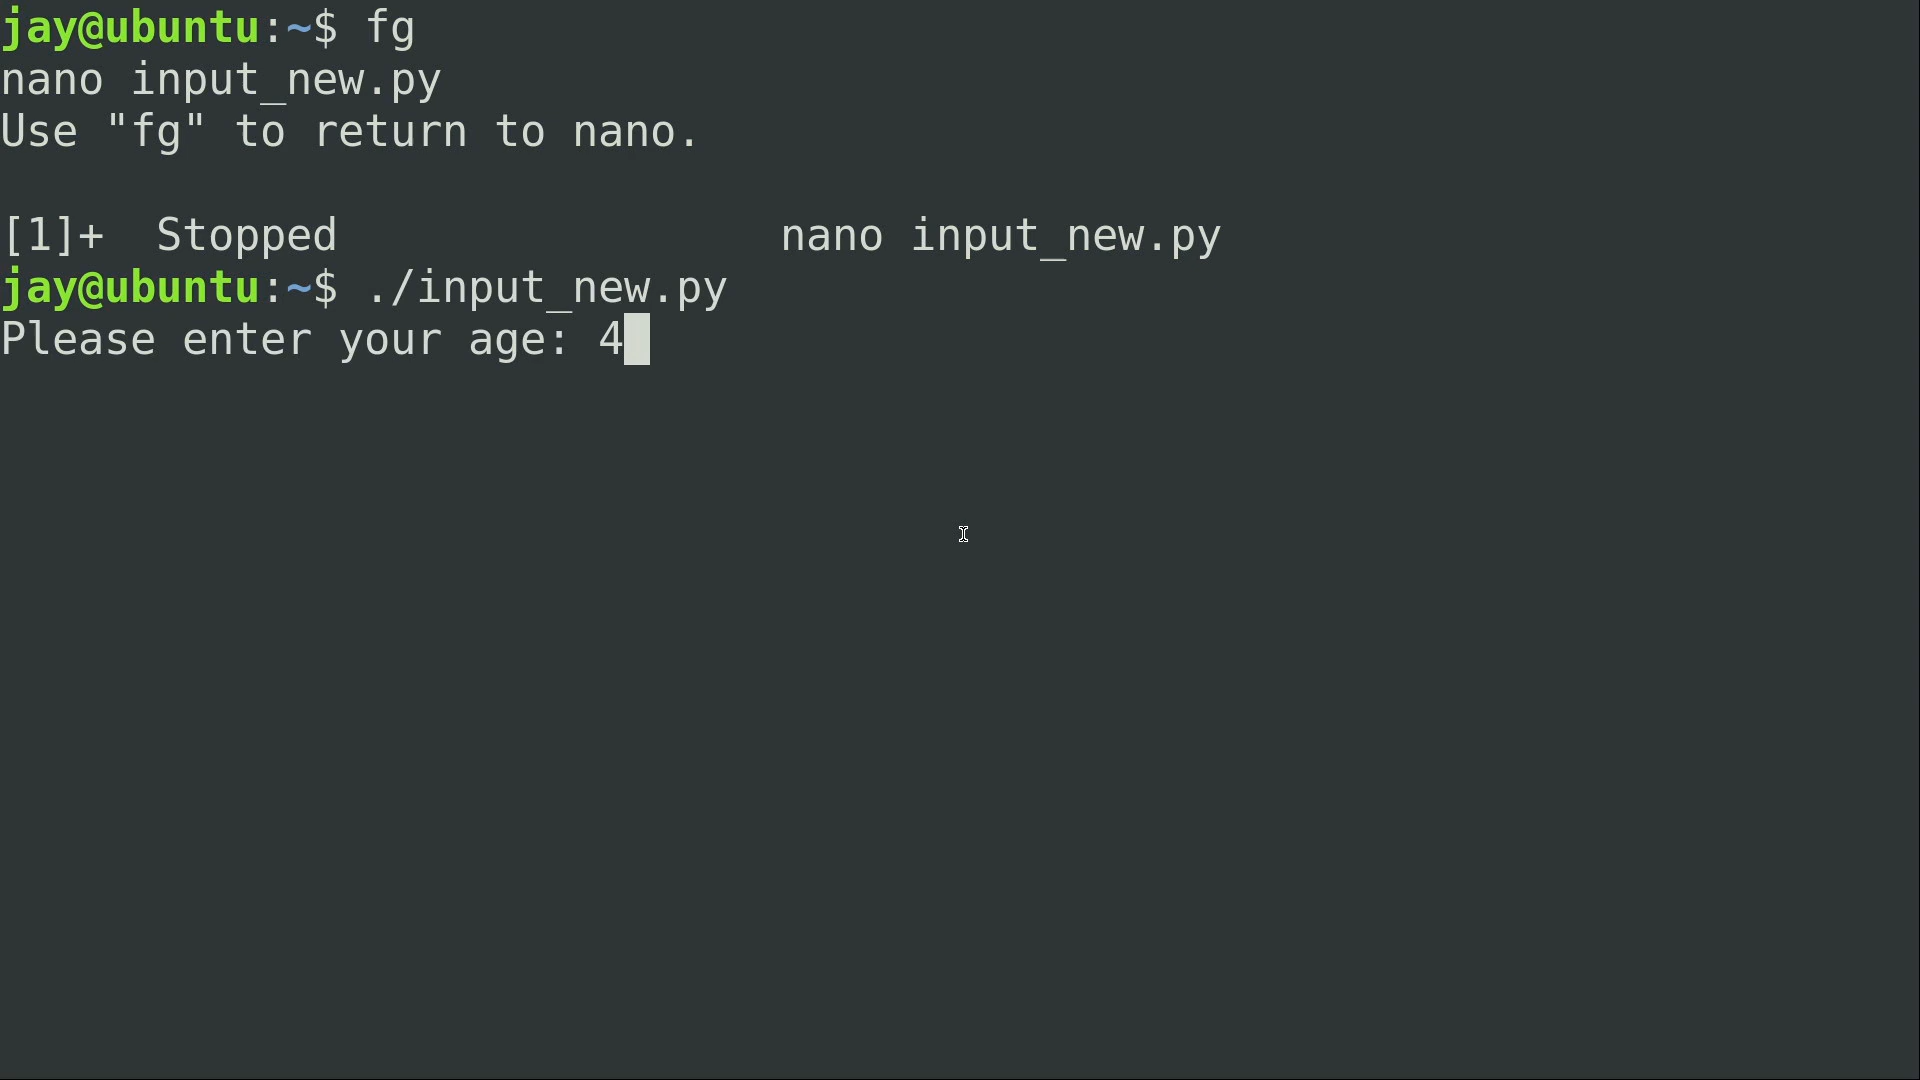 jay@ubuntu:~$ fg
nano input_new.py
Use "fg" to return to nano.
[1]+  Stopped                 nano input_new.py
jay@ubuntu:~$ ./input_new.py
Please enter your age: 4